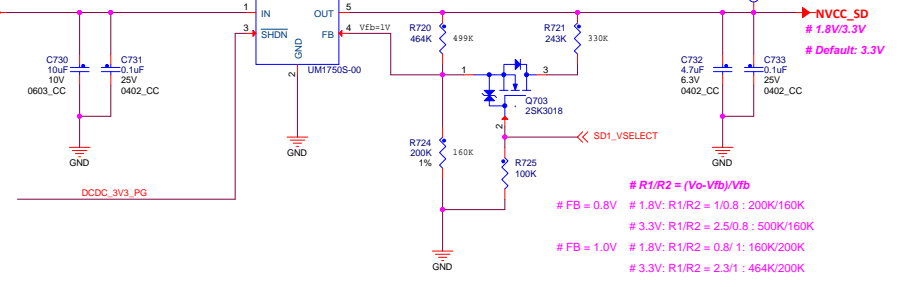 1
IN
OUT
5
3
SHDN
FB
4
Vfb=1V
GND
2
UM1750S-00
C730
10uF
10V
0603_CC
C731
0.1uF
25V
0402_CC
GND
GND
DCDC_3V3_PG
R720
464K
499K
R721
243K
330K
1
3
Q703
2SK3018
2
SD1_VSELECT
R724
200K
1%
160K
R725
100K
GND
C732
4.7uF
6.3V
0402_CC
C733
0.1uF
25V
0402_CC
GND
NVCC_SD
# 1.8V/3.3V
# Default: 3.3V
# R1/R2 = (Vo-Vfb)/Vfb
# FB = 0.8V # 1.8V: R1/R2 = 1/0.8 : 200K/160K
# 3.3V: R1/R2 = 2.5/0.8 : 500K/160K
# FB = 1.0V # 1.8V: R1/R2 = 0.8/ 1: 160K/200K
# 3.3V: R1/R2 = 2.3/1 : 464K/200K